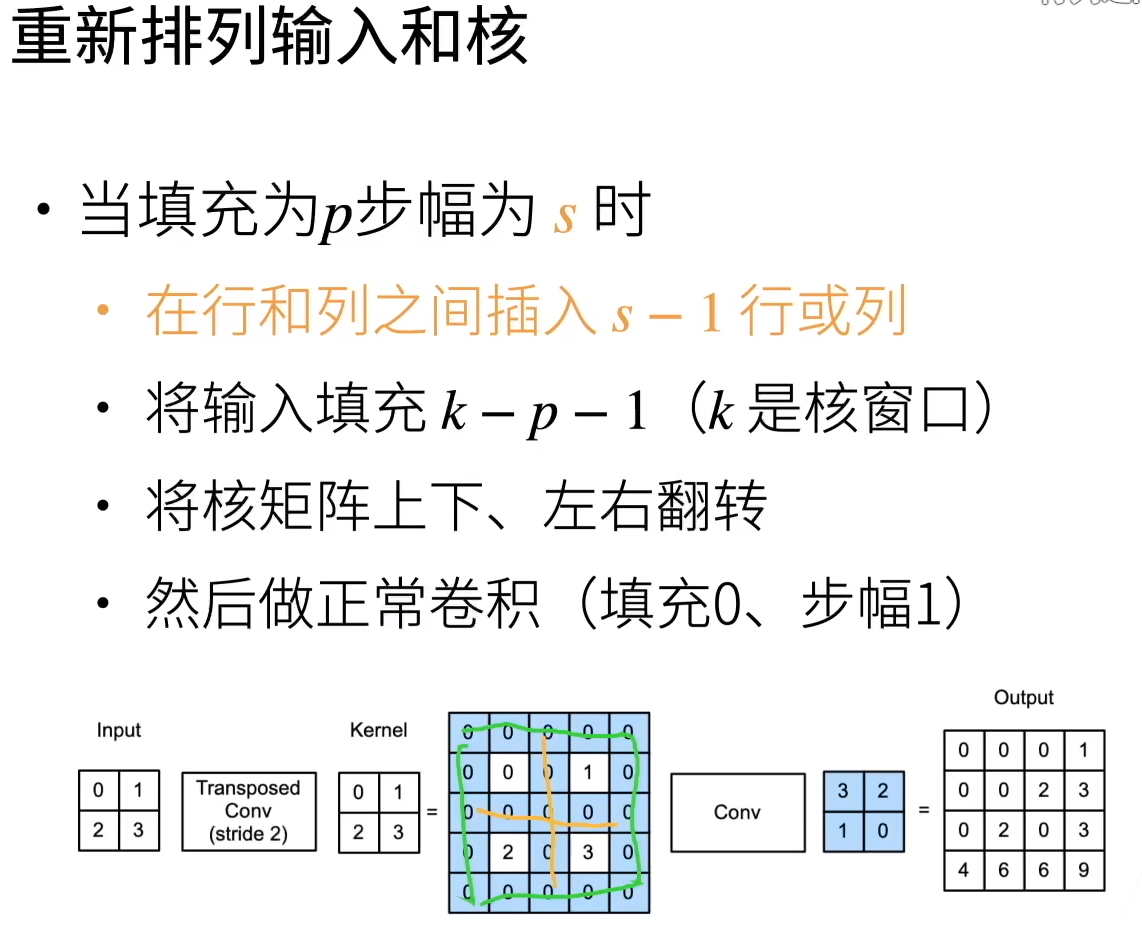 重新排列输入和核
• 当填充为p步幅为 s 时
• 在行和列之间插入 s − 1 行或列
• 将输入填充 k − p − 1（k 是核窗口）
• 将核矩阵上下、左右翻转
• 然后做正常卷积（填充0、步幅1）
Input
0 1
2 3
Transposed
Conv
(stride 2)
Kernel
0 1
2 3
=
0 0 0 0 0
0 0 0 1 0
0 0 0 0 0
0 2 0 3 0
0 0 0 0 0
Conv
3 2
1 0
=
Output
0 0 0 1
0 0 2 3
0 2 0 3
4 6 6 9